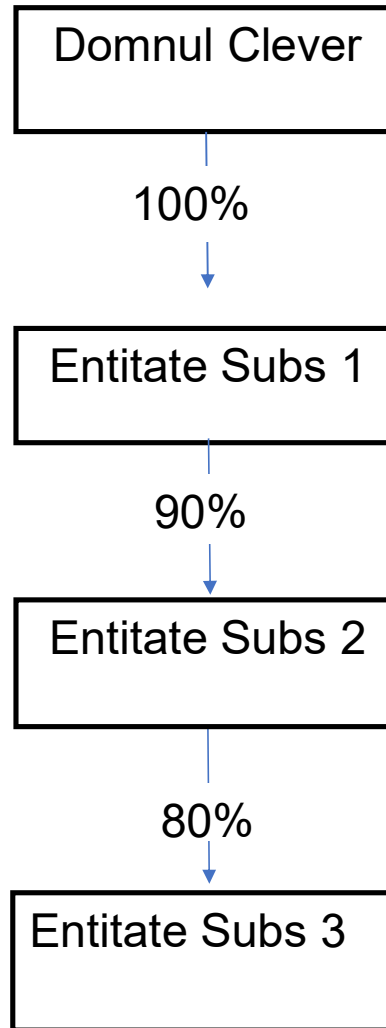 Domnul Clever
100%
Entitate Subs 1
90%
Entitate Subs 2
80%
Entitate Subs 3